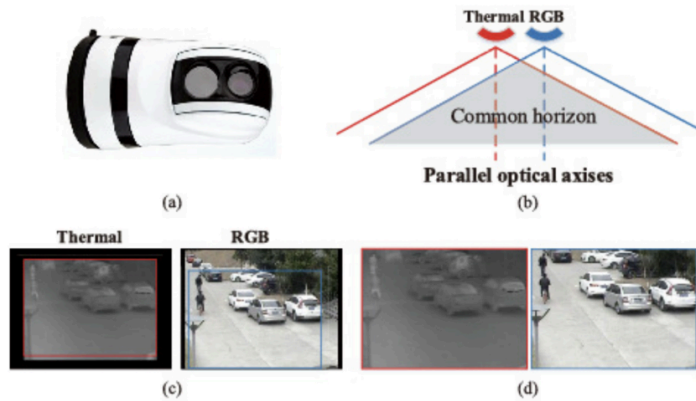 Thermal RGB
Common horizon
Parallel optical axises
(a)
(b)
Thermal
RGB
(c)
(d)